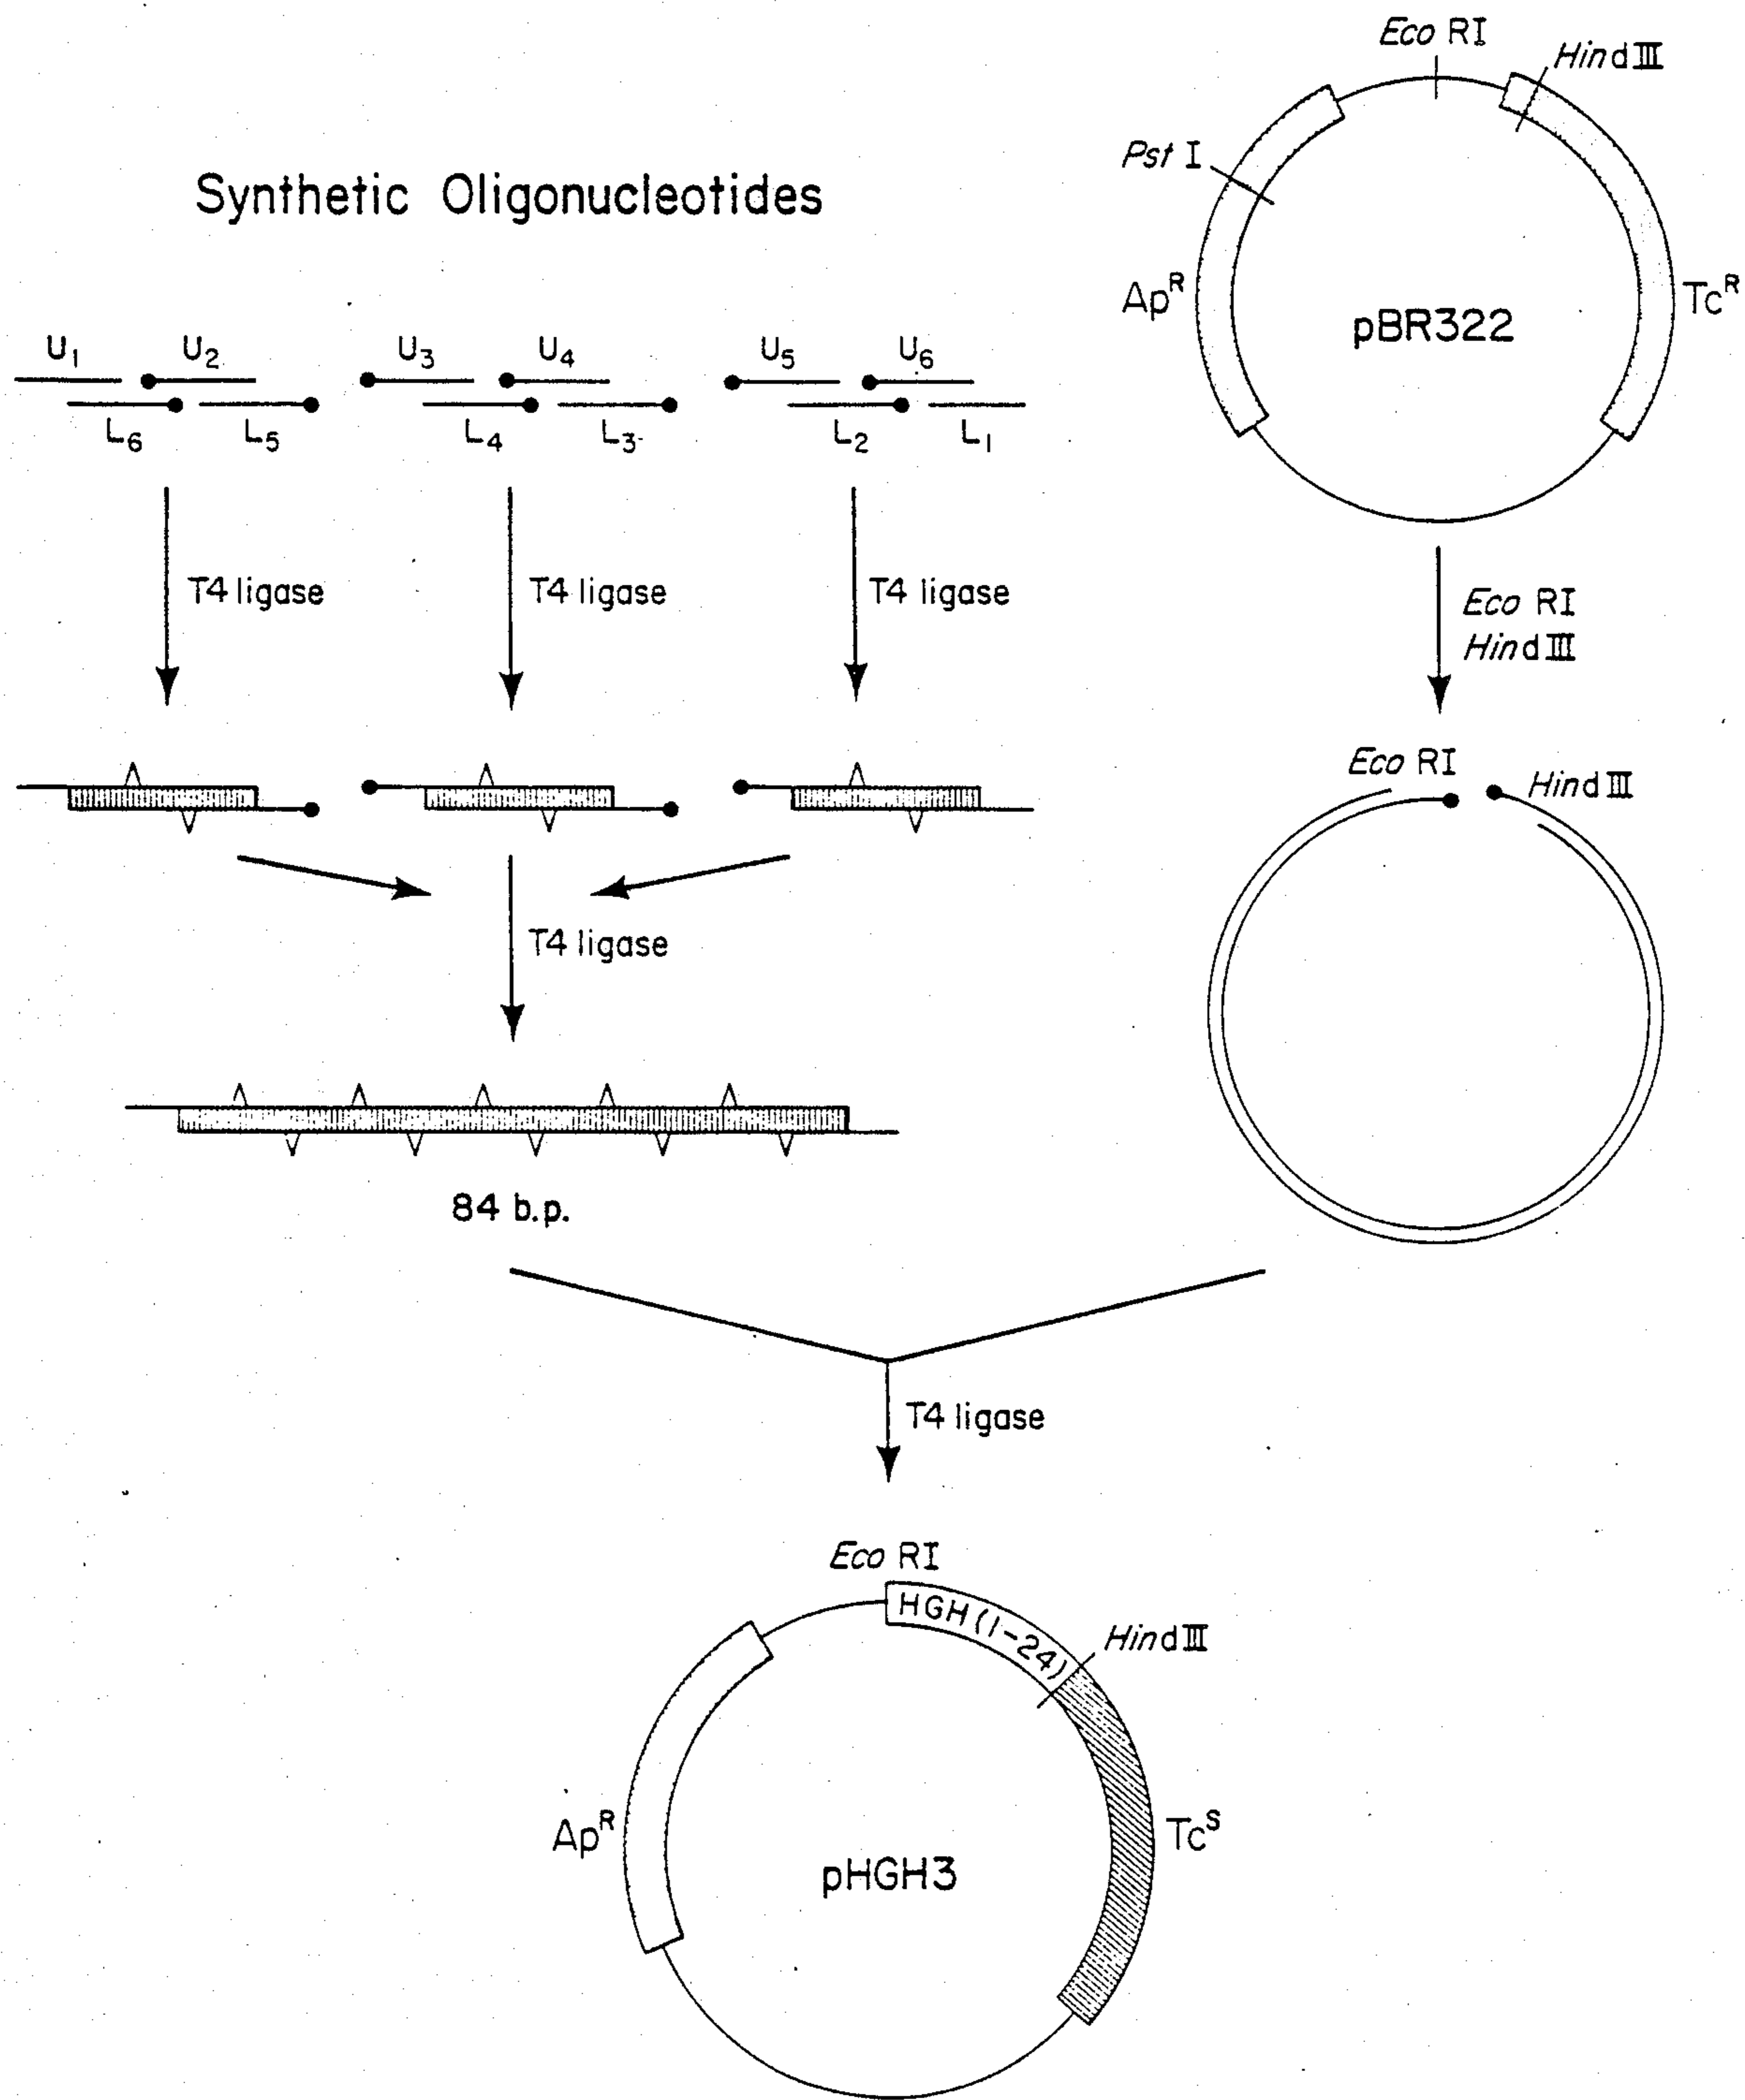 Synthetic Oligonucleotides
U1
U2
U3
U4
U5
U6
L6
L5
L4
L3
L2
L1
T4 ligase
T4 ligase
T4 ligase
T4 ligase
84 b.p.
Eco RI
Hind III
Pst I
Ap^R
Tc^R
pBR322
Eco RI
Hind III
Eco RI
Hind III
T4 ligase
Eco RI
HGH (1-24)
Hind III
Ap^R
Tc^S
pHGH3